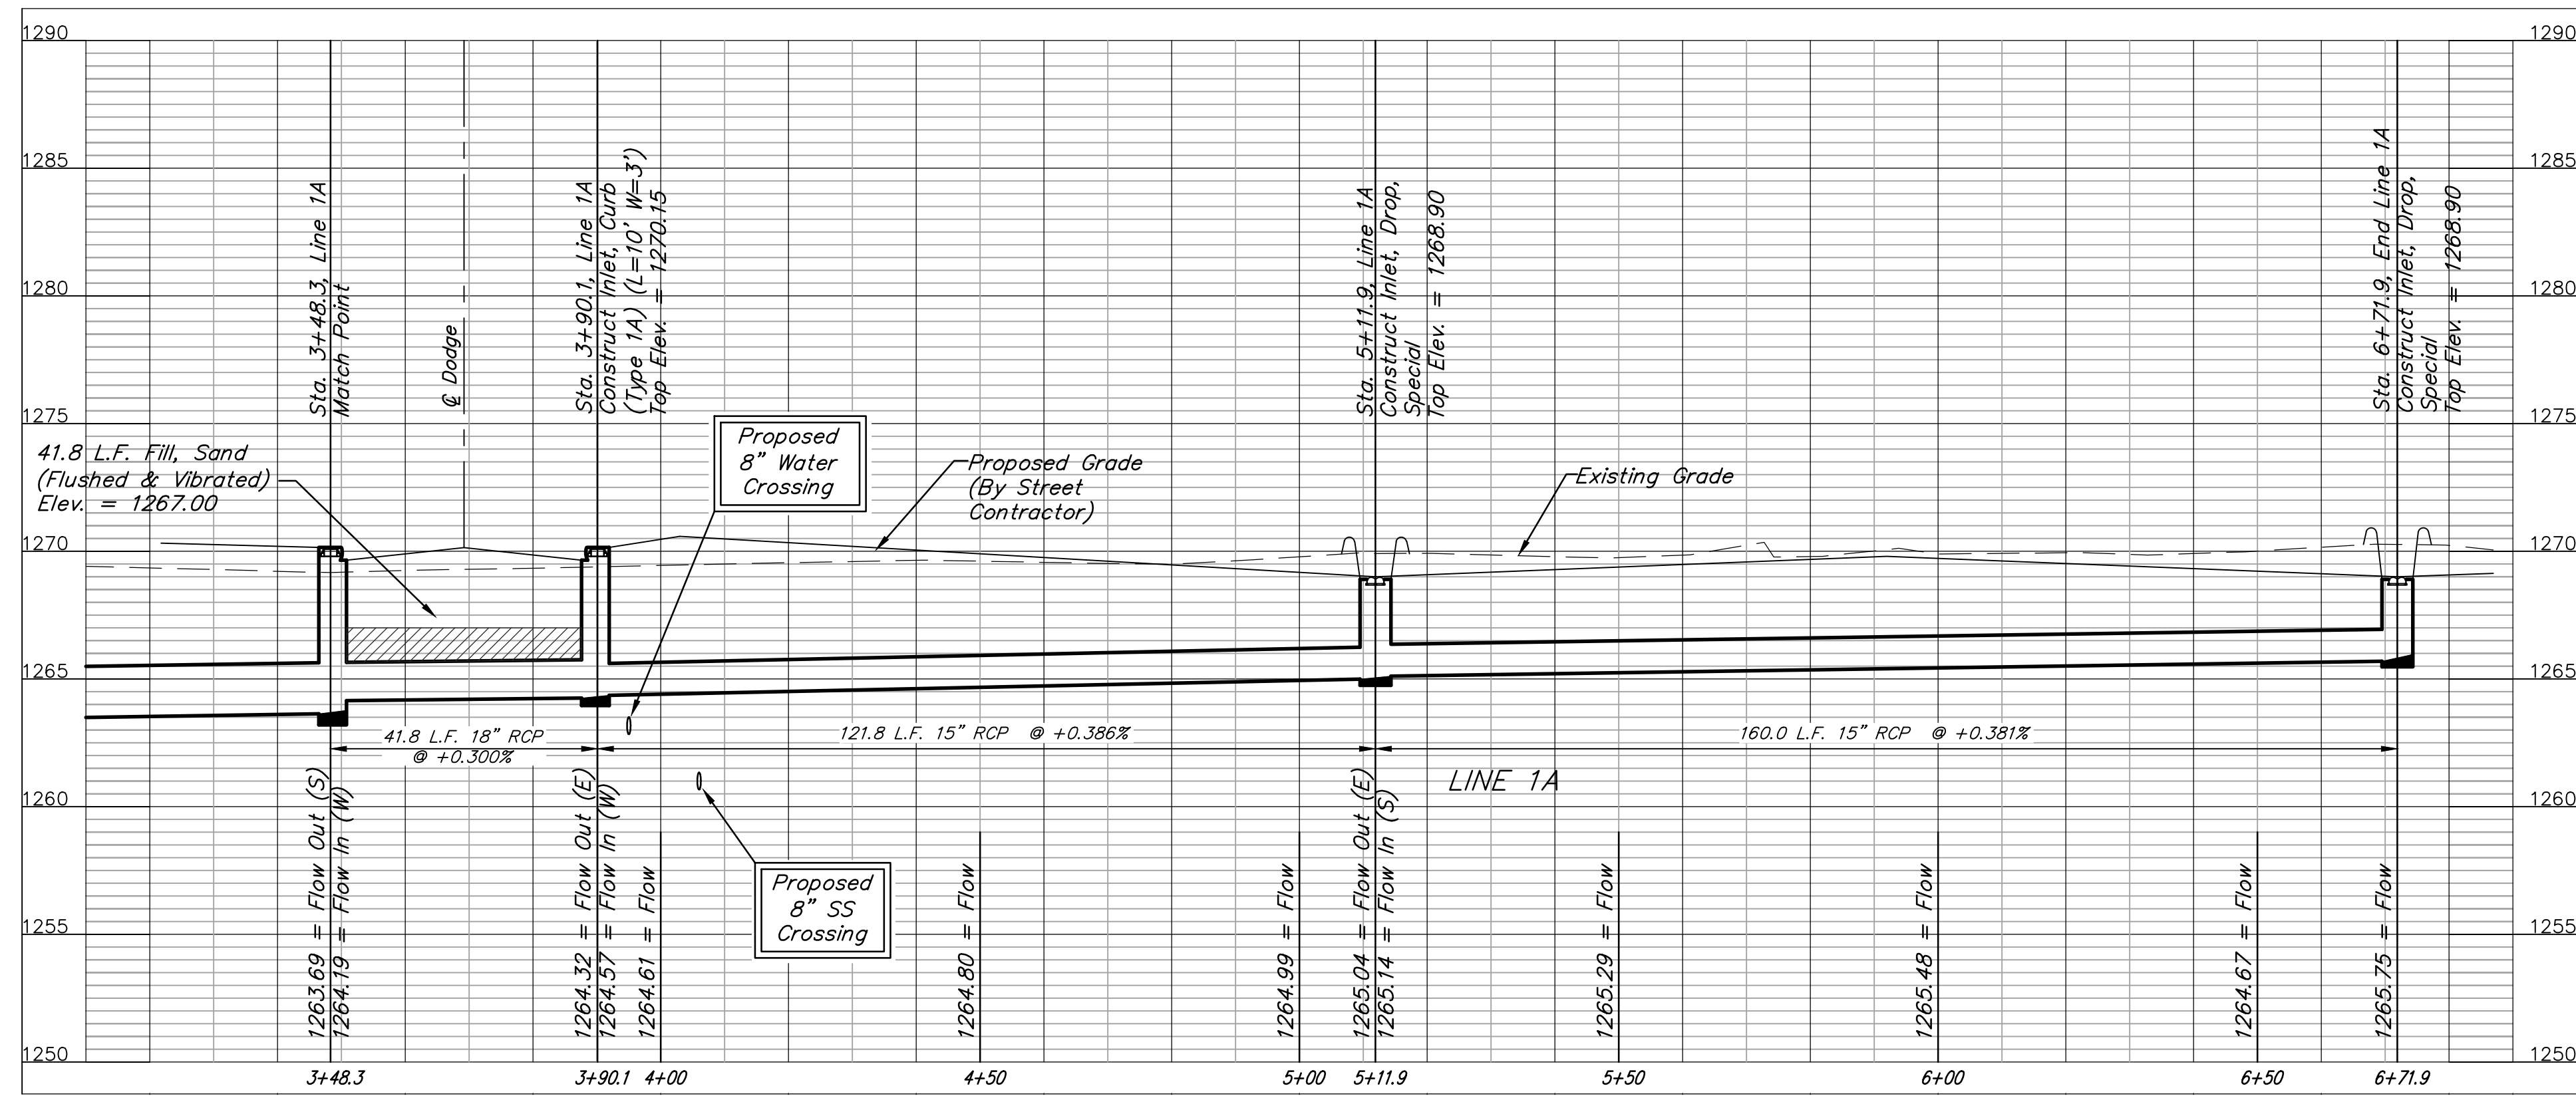 1290
1290
1285
1285
1280
1280
1275
1275
1270
1270
1265
1265
1260
1260
1255
1255
1250
1250
Sta. 3+48.3, Line 1A
Match Point
℄ Dodge
Sta. 3+90.1, Line 1A
Construct Inlet, Curb
(Type 1A) (L=10' W=3')
Top Elev. = 1270.15
Sta. 5+11.9, Line 1A
Construct Inlet, Drop,
Special
Top Elev. = 1268.90
Sta. 6+71.9, End Line 1A
Construct Inlet, Drop,
Special
Top Elev. = 1268.90
41.8 L.F. Fill, Sand
(Flushed & Vibrated)
Elev. = 1267.00
Proposed
8" Water
Crossing
Proposed Grade
(By Street
Contractor)
Existing Grade
41.8 L.F. 18" RCP
@ +0.300%
121.8 L.F. 15" RCP @ +0.386%
160.0 L.F. 15" RCP @ +0.381%
LINE 1A
Proposed
8" SS
Crossing
1263.69 = Flow Out (S)
1264.19 = Flow In (W)
1264.32 = Flow Out (E)
1264.57 = Flow In (W)
1264.61 = Flow
1264.80 = Flow
1264.99 = Flow
1265.04 = Flow Out (E)
1265.14 = Flow In (S)
1265.29 = Flow
1265.48 = Flow
1264.67 = Flow
1265.75 = Flow
3+48.3
3+90.1
4+00
4+50
5+00
5+11.9
5+50
6+00
6+50
6+71.9